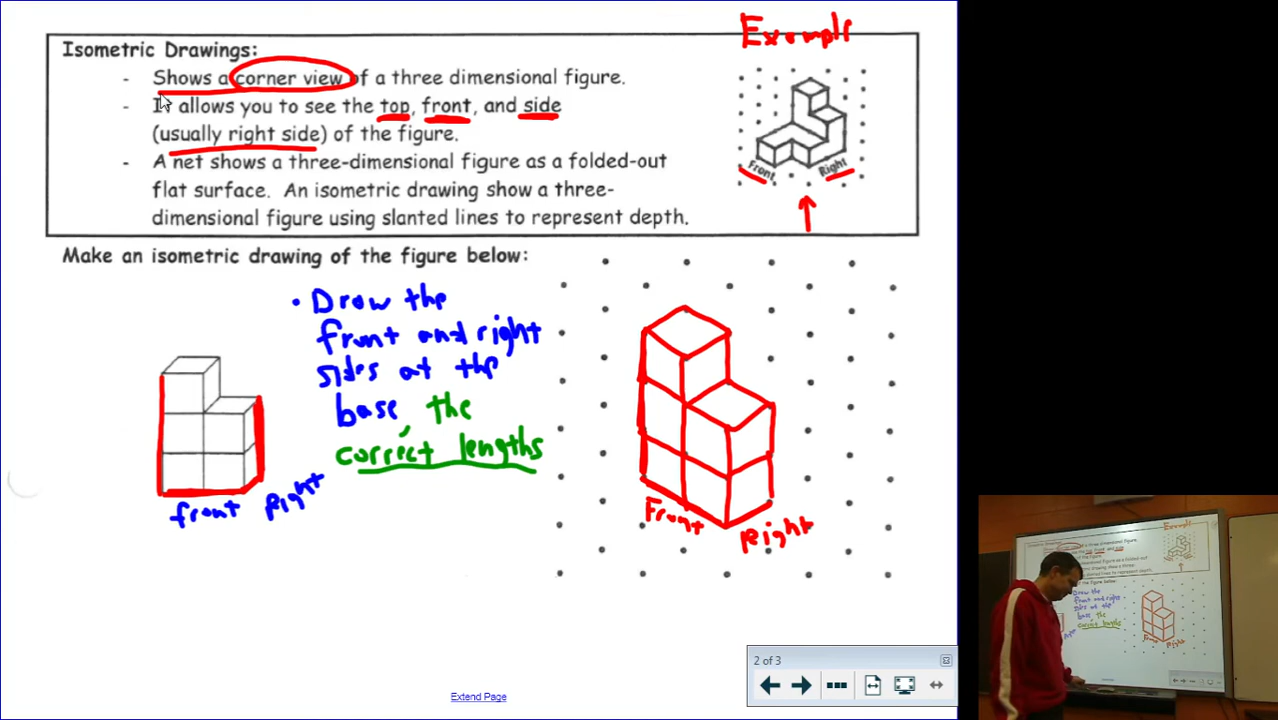 Example
Isometric Drawings:
- Shows a corner view of a three dimensional figure.
- It allows you to see the top, front, and side
(usually right side) of the figure.
- A net shows a three-dimensional figure as a folded-out
flat surface. An isometric drawing show a three-
dimensional figure using slanted lines to represent depth.
Front Right
Make an isometric drawing of the figure below:
• Draw the
front and right
sides at the
base, the
correct lengths
front right
Front Right
2 of 3
Extend Page